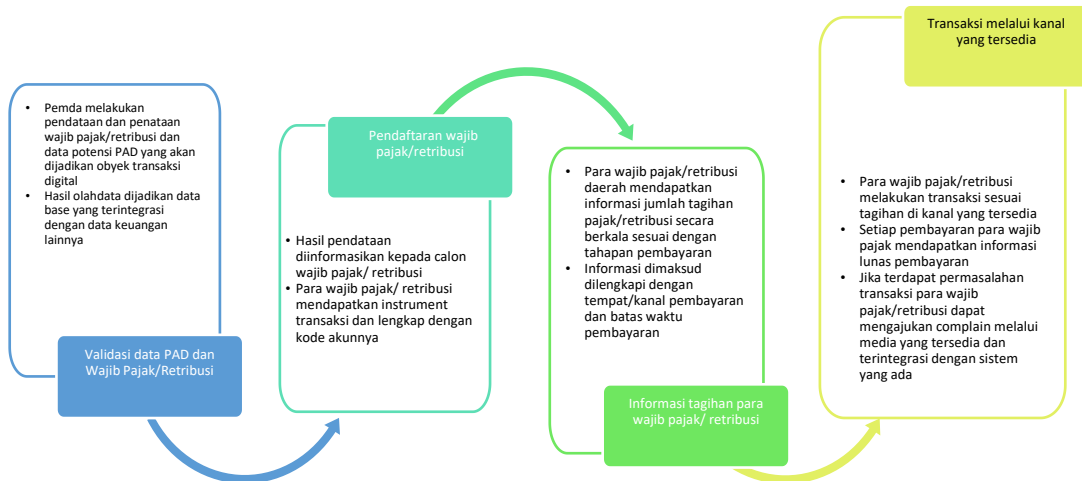 • Pemda melakukan
pendataan dan penataan
wajib pajak/retribusi dan
data potensi PAD yang akan
dijadikan obyek transaksi
digital
• Hasil olahdata dijadikan data
base yang terintegrasi
dengan data keuangan
lainnya
Validasi data PAD dan
Wajib Pajak/Retribusi
Pendaftaran wajib
pajak/retribusi
• Hasil pendataan
diinformasikan kepada calon
wajib pajak/ retribusi
• Para wajib pajak/ retribusi
mendapatkan instrument
transaksi dan lengkap dengan
kode akunnya
• Para wajib pajak/retribusi
daerah mendapatkan
informasi jumlah tagihan
pajak/retribusi secara
berkala sesuai dengan
tahapan pembayaran
• Informasi dimaksud
dilengkapi dengan
tempat/kanal pembayaran
dan batas waktu
pembayaran
Informasi tagihan para
wajib pajak/ retribusi
Transaksi melalui kanal
yang tersedia
• Para wajib pajak/retribusi
melakukan transaksi sesuai
tagihan di kanal yang tersedia
• Setiap pembayaran para wajib
pajak mendapatkan informasi
lunas pembayaran
• Jika terdapat permasalahan
transaksi para wajib
pajak/retribusi dapat
mengajukan complain melalui
media yang tersedia dan
terintegrasi dengan sistem
yang ada